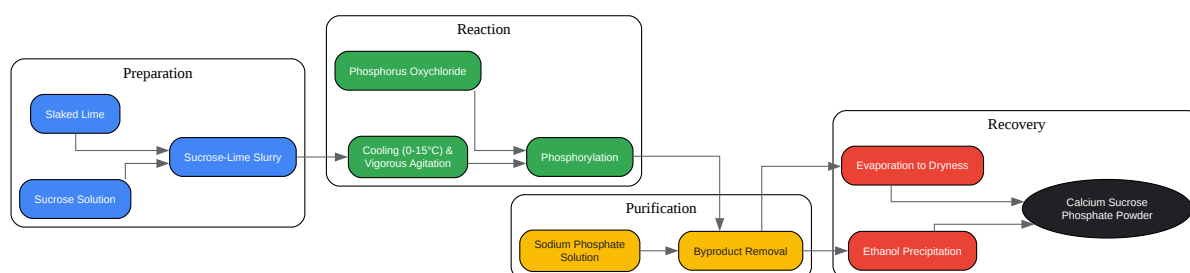 Preparation
Slaked Lime
Sucrose Solution
Sucrose-Lime Slurry
Reaction
Phosphorus Oxychloride
Cooling (0-15°C) &
Vigorous Agitation
Phosphorylation
Purification
Sodium Phosphate
Solution
Byproduct Removal
Recovery
Evaporation to Dryness
Ethanol Precipitation
Calcium Sucrose
Phosphate Powder